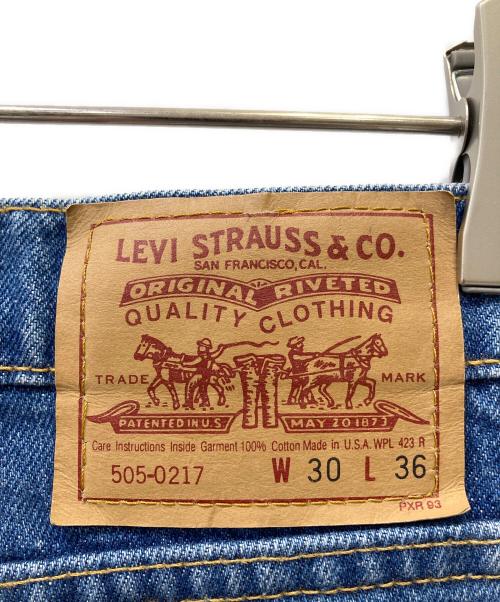 LEVI STRAUSS & CO.
SAN FRANCISCO, CAL.
ORIGINAL RIVETED
QUALITY CLOTHING
TRADE MARK
PATENTED IN U.S. MAY 20 1873
Care Instructions Inside Garment 100% Cotton Made in U.S.A. WPL 423 R
505-0217 W 30 L 36
PXR 93